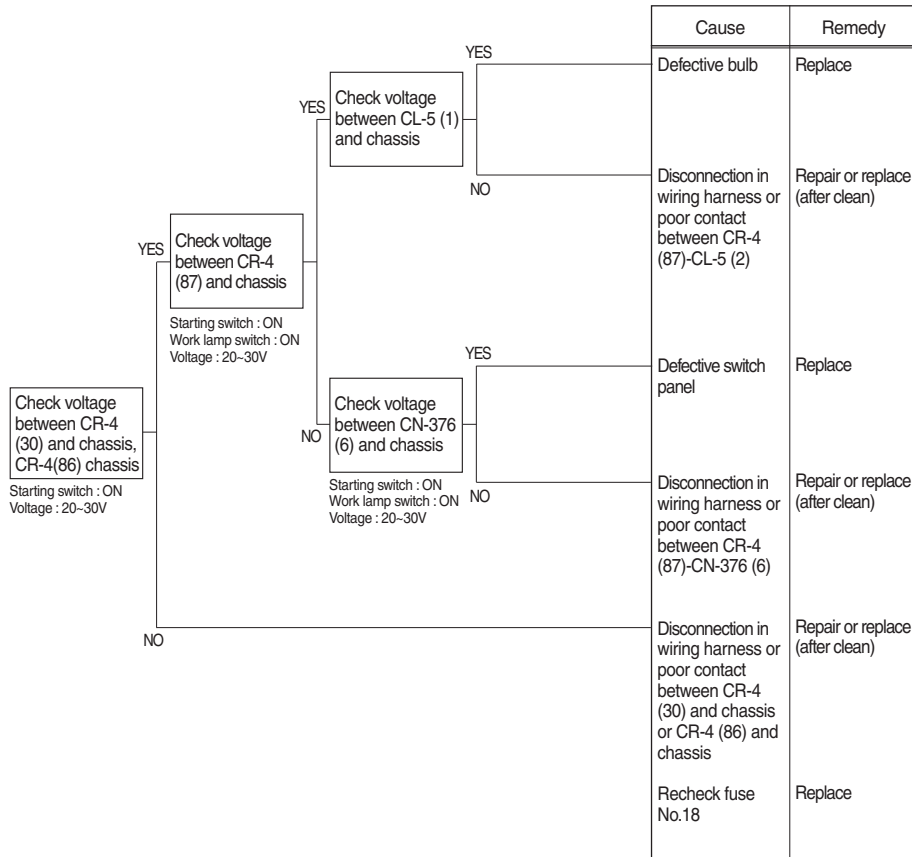 Cause
Remedy
YES
Defective bulb
Replace
YES
Check voltage
between CL-5 (1)
and chassis
NO
Disconnection in
wiring harness or
poor contact
between CR-4
(87)-CL-5 (2)
Repair or replace
(after clean)
YES
Check voltage
between CR-4
(87) and chassis
Starting switch : ON
Work lamp switch : ON
Voltage : 20~30V
YES
Defective switch
panel
Replace
NO
Check voltage
between CN-376
(6) and chassis
Starting switch : ON
Work lamp switch : ON
Voltage : 20~30V
NO
Disconnection in
wiring harness or
poor contact
between CR-4
(87)-CN-376 (6)
Repair or replace
(after clean)
Check voltage
between CR-4
(30) and chassis,
CR-4(86) chassis
Starting switch : ON
Voltage : 20~30V
NO
Disconnection in
wiring harness or
poor contact
between CR-4
(30) and chassis
or CR-4 (86) and
chassis
Repair or replace
(after clean)
Recheck fuse
No.18
Replace